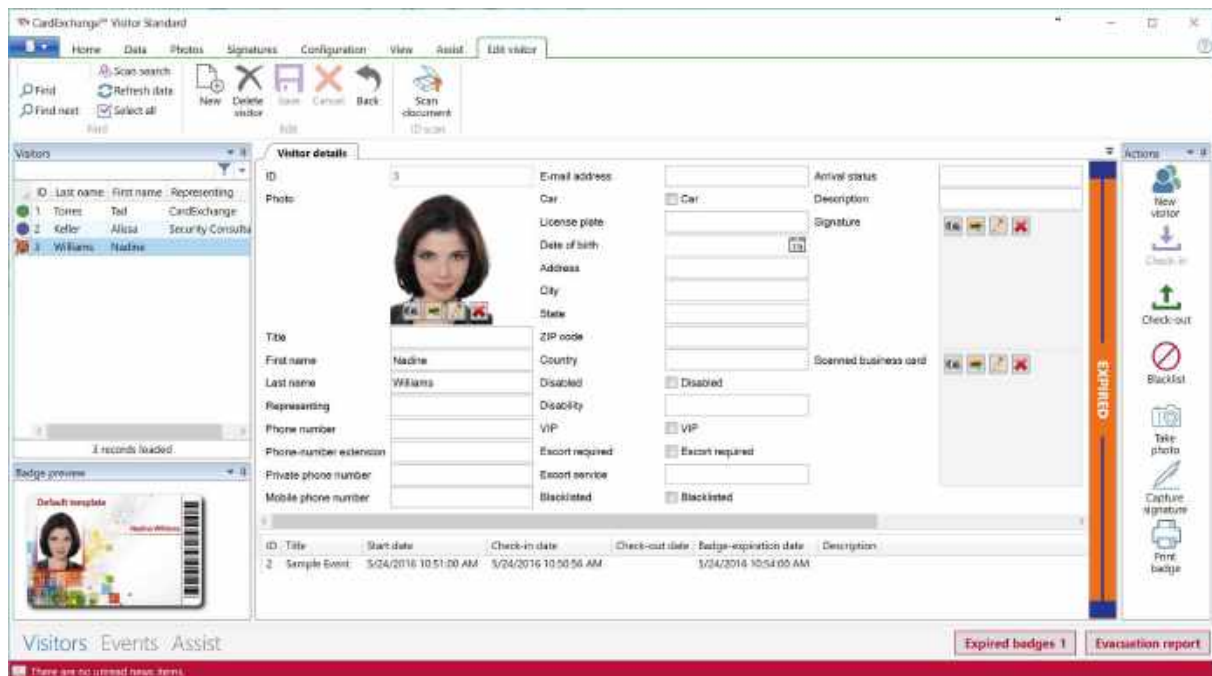 CardExchange™ Visitor Standard
Home Data Photos Signatures Configuration View Assist Edit visitor
Find
Find next
Scan search
Refresh data
Select all
Find
New
Delete visitor
Save
Cancel
Back
Edit
Scan document
ID scan
Visitors
ID Last name First name Representing
1 Torres Ted CardExchange
2 Keller Alissa Security Consulta
3 Williams Nadine
3 records loaded
Badge preview
Default template
Nadine Williams
Visitor details
ID 3
Photo
Title
First name Nadine
Last name Williams
Representing
Phone number
Phone-number extension
Private phone number
Mobile phone number
E-mail address
Car Car
License plate
Date of birth
Address
City
State
ZIP code
Country
Disabled Disabled
Disability
VIP VIP
Escort required Escort required
Escort service
Blacklisted Blacklisted
Arrival status
Description
Signature
Scanned business card
EXPIRED
ID Title Start date Check-in date Check-out date Badge-expiration date Description
2 Sample Event 5/24/2016 10:51:00 AM 5/24/2016 10:50:56 AM 5/24/2016 10:54:00 AM
Actions
New visitor
Check-in
Check-out
Blacklist
Take photo
Capture signature
Print badge
Visitors Events Assist
Expired badges 1
Evacuation report
There are no unread news items.